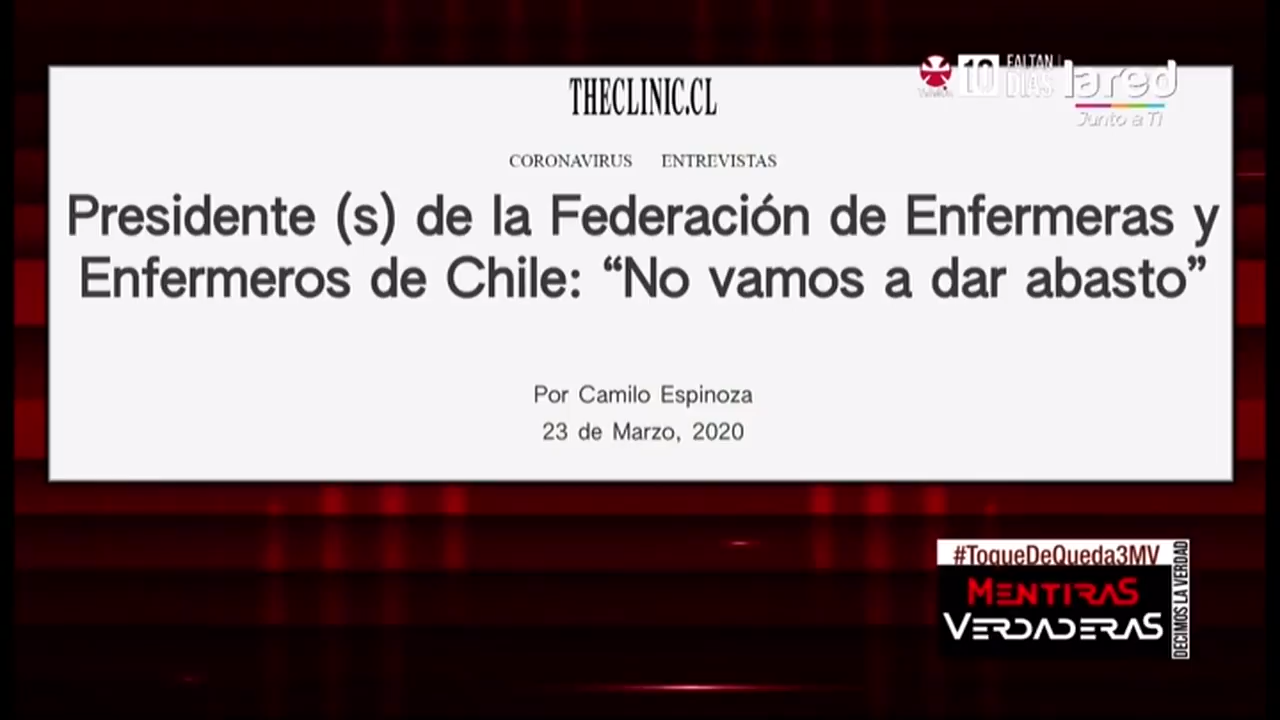 THECLINIC.CL
10 FALTAN DÍAS
lared
Junto a Ti
CORONAVIRUS ENTREVISTAS
Presidente (s) de la Federación de Enfermeras y
Enfermeros de Chile: “No vamos a dar abasto”
Por Camilo Espinoza
23 de Marzo, 2020
#ToqueDeQueda3MV
MENTIRAS
VERDADERAS
DECIMOS LA VERDAD